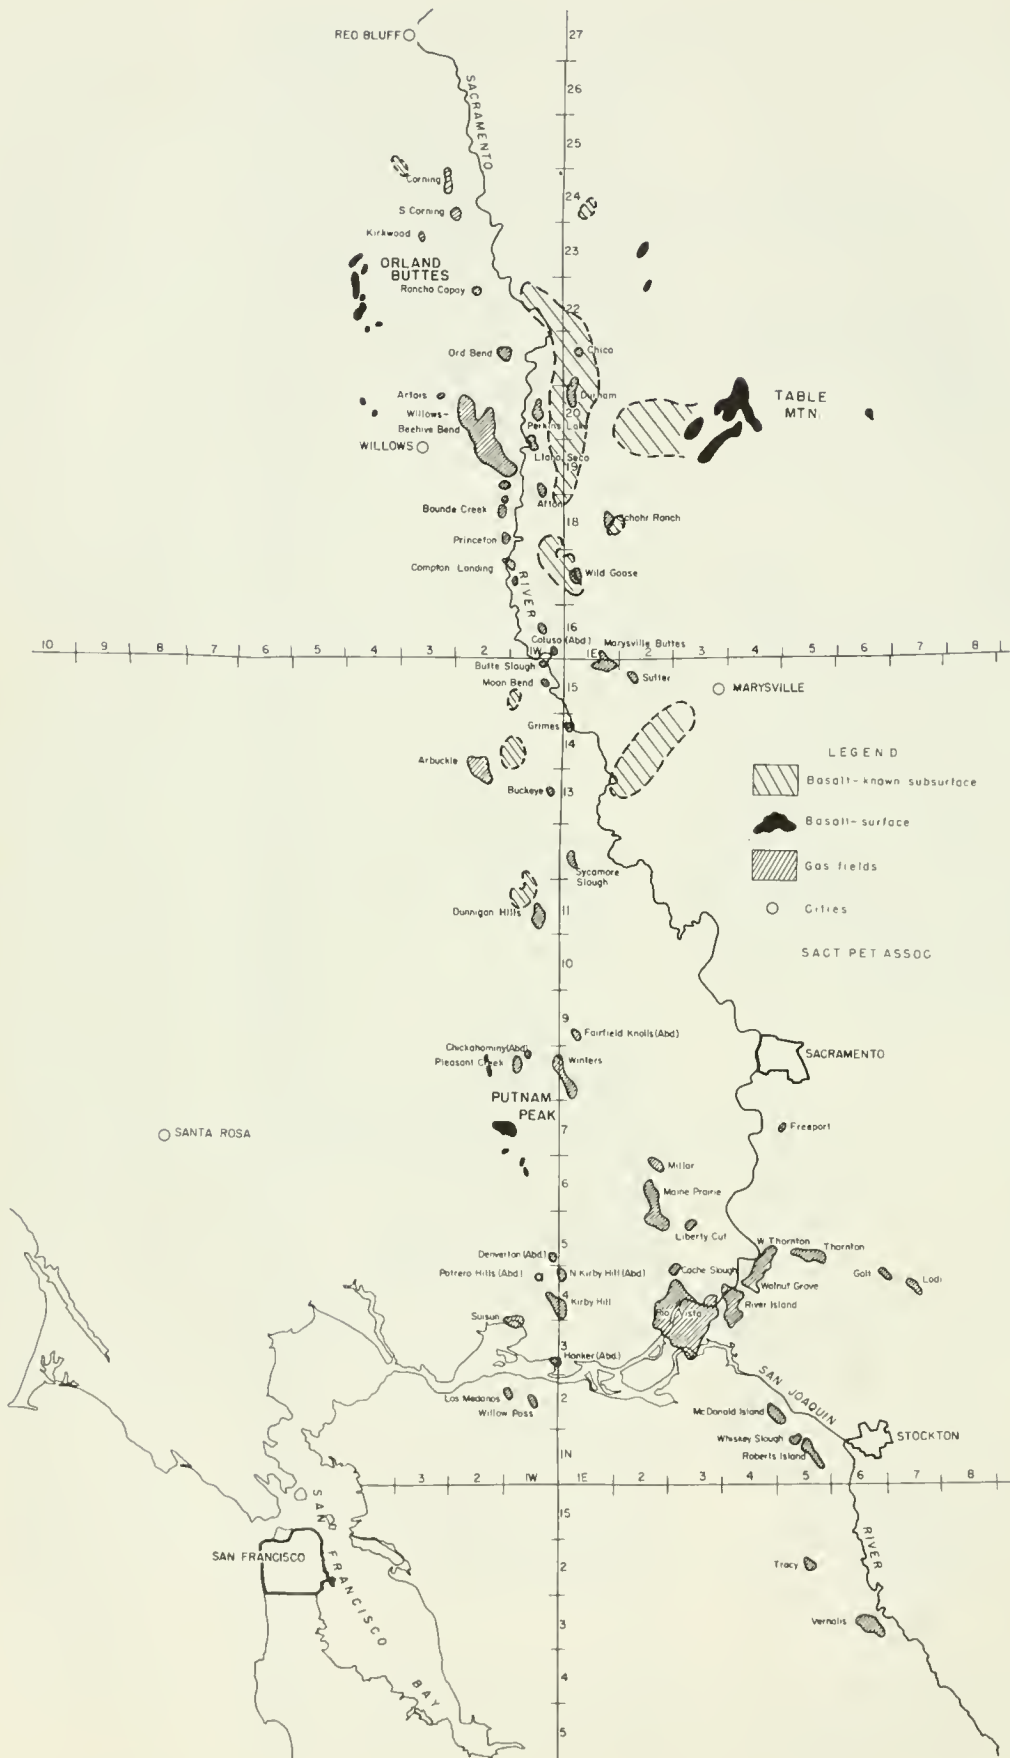 RED BLUFF
27
SACRAMENTO
26
25
Corning
24
S Corning
Kirkwood
23
ORLAND
BUTTES
Rancho Capay
22
Ord Bend
Chico
Artois
Durham
TABLE
MTN.
Willows-
20
Beehive Bend
Perkins Lake
WILLOWS
Llano Seco
19
Afton
Bounde Creek
18
Schohr Ranch
Princeton
Compton Landing
Wild Goose
RIVER
16
Colusa (Abd.)
Marysville Buttes
10 9 8 7 6 5 4 3 2 1W 1E 2 3 4 5 6 7 8
Butte Slough
Sutter
Moon Bend
15
MARYSVILLE
Grimes
14
Arbuckle
LEGEND
Basalt-known subsurface
Buckeye
13
Basalt-surface
Sycamore
Slough
Gas fields
Dunnigan Hills
11
Cities
SACT PET ASSOC
10
9
Fairfield Knolls (Abd)
Chickahominy (Abd)
Pleasant Creek
Winters
SACRAMENTO
PUTNAM
PEAK
7
Freeport
SANTA ROSA
Millar
6
Maine Prairie
Liberty Cut
5
W Thornton
Thornton
Denverton (Abd.)
Potrero Hills (Abd.)
N Kirby Hill (Abd)
Cache Slough
Galt
Lodi
Walnut Grove
4
Kirby Hill
Rio Vista
River Island
Suisun
3
Honker (Abd.)
SAN JOAQUIN
Los Medanos
2
Willow Pass
McDonald Island
Whiskey Slough
STOCKTON
1N
Roberts Island
3 2 1W 1E 2 3 4 5 6 7 8
1S
SAN FRANCISCO BAY
SAN FRANCISCO
2
Tracy
RIVER
3
Vernalis
4
5